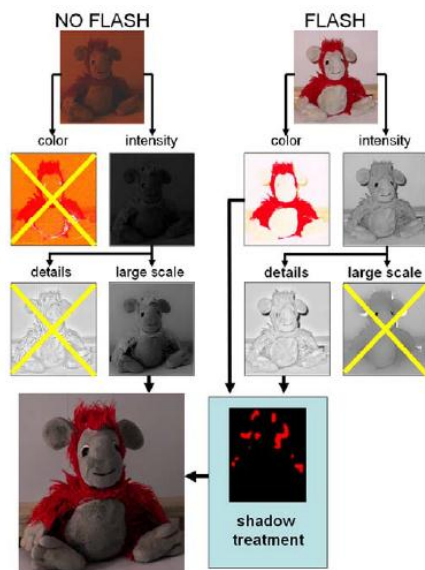 NO FLASH
FLASH
color
intensity
color
intensity
details
large scale
details
large scale
shadow
treatment